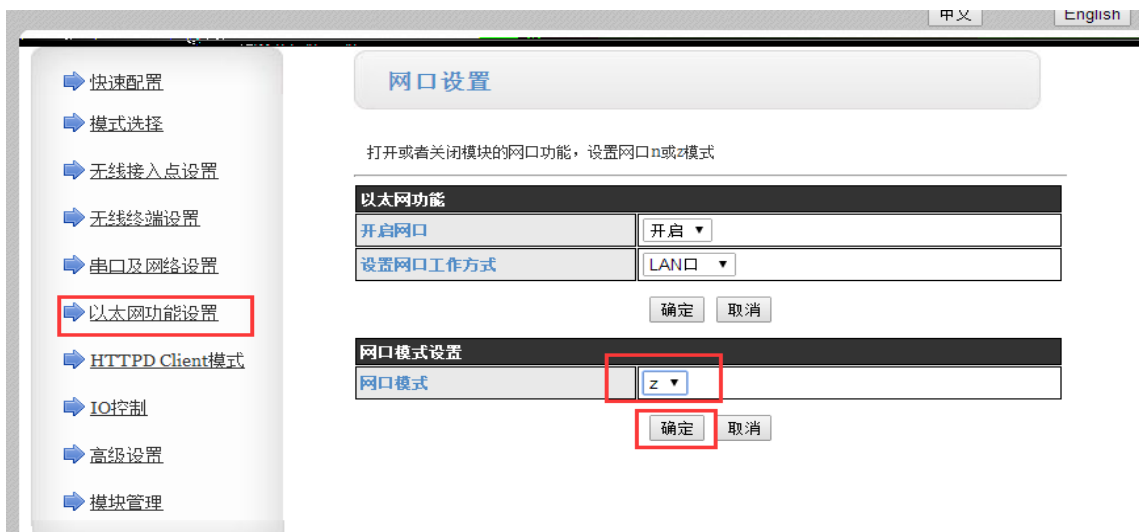 中文
English
快速配置
模式选择
无线接入点设置
无线终端设置
串口及网络设置
以太网功能设置
HTTPD Client模式
IO控制
高级设置
模块管理
网口设置
打开或者关闭模块的网口功能，设置网口n或z模式
以太网功能
开启网口 开启
设置网口工作方式 LAN口
确定 取消
网口模式设置
网口模式 z
确定 取消